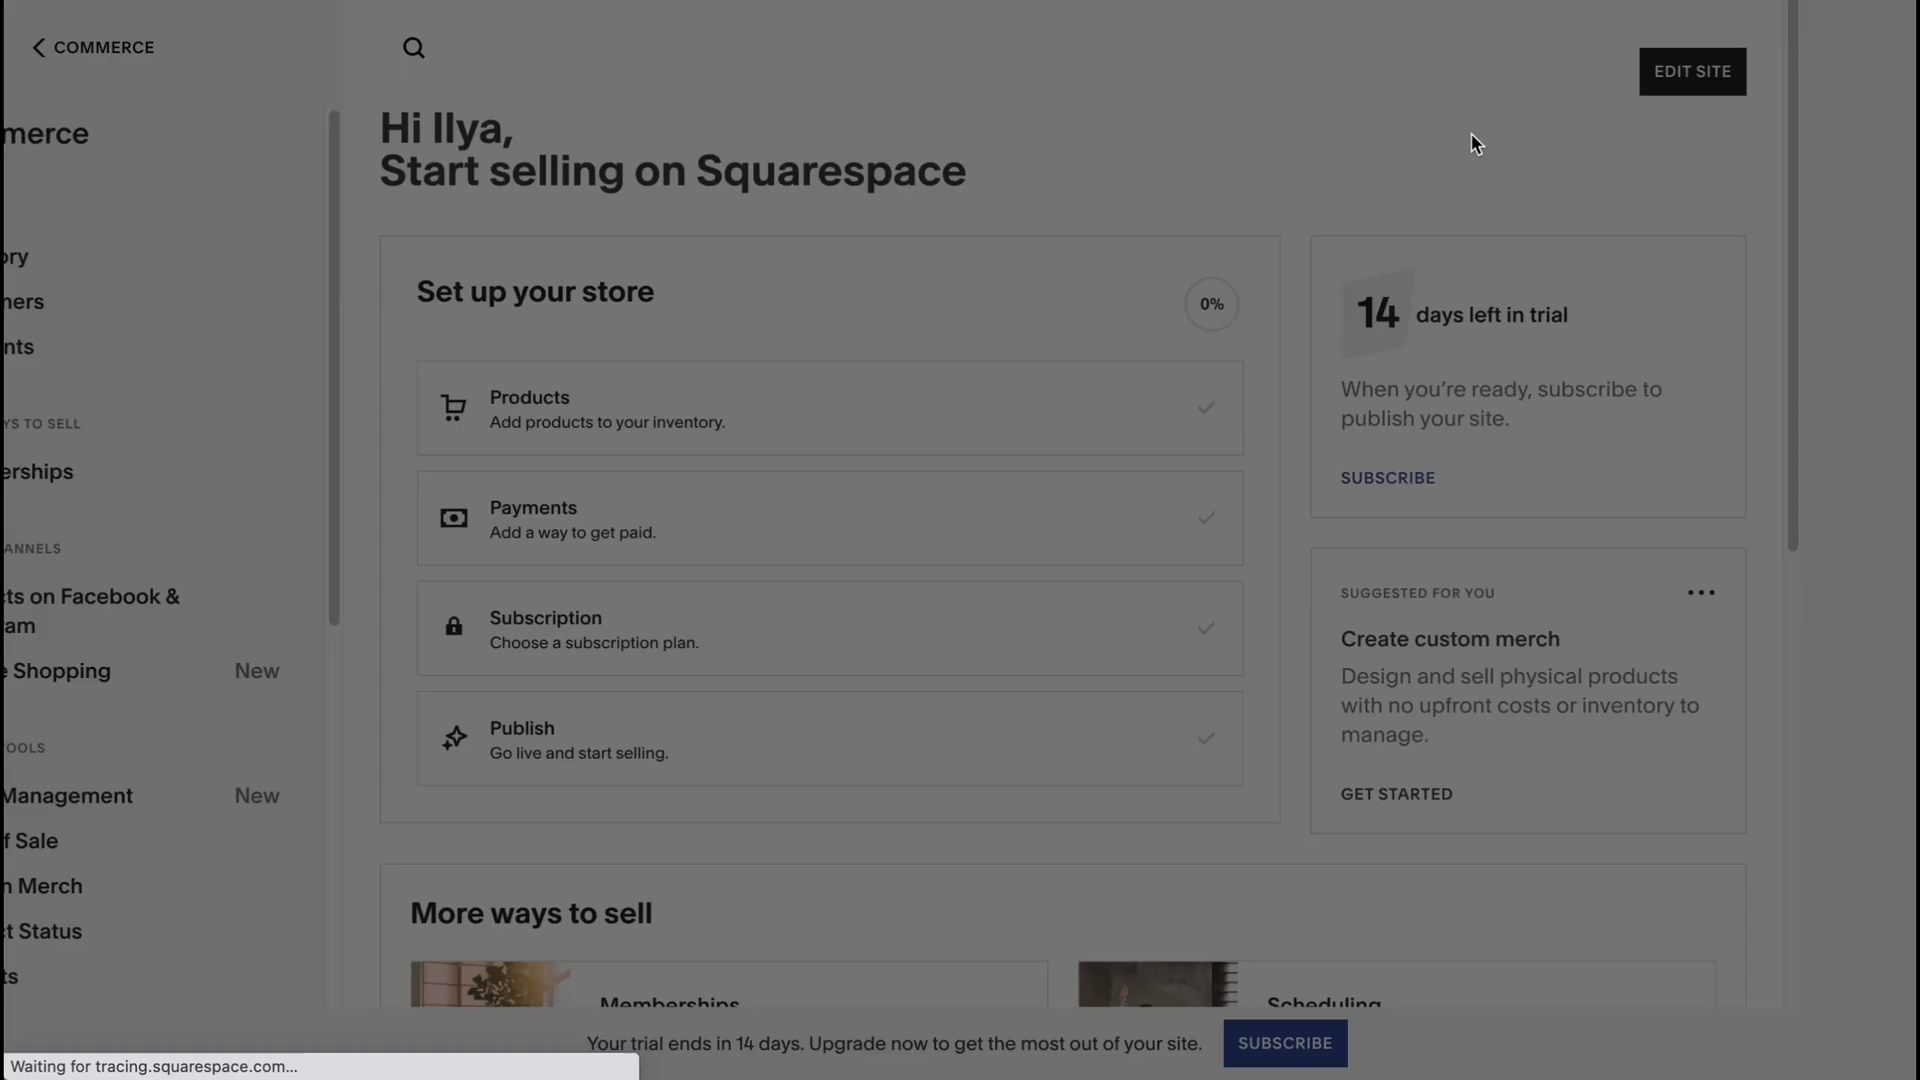 COMMERCE
merce
ory
ners
nts
YS TO SELL
erships
ANNELS
cts on Facebook &
ram
e Shopping New
TOOLS
Management New
f Sale
n Merch
ct Status
ts
EDIT SITE
Hi Ilya,
Start selling on Squarespace
Set up your store
0%
Products
Add products to your inventory.
Payments
Add a way to get paid.
Subscription
Choose a subscription plan.
Publish
Go live and start selling.
14 days left in trial
When you’re ready, subscribe to
publish your site.
SUBSCRIBE
SUGGESTED FOR YOU
Create custom merch
Design and sell physical products
with no upfront costs or inventory to
manage.
GET STARTED
More ways to sell
Memberships
Scheduling
Your trial ends in 14 days. Upgrade now to get the most out of your site.
SUBSCRIBE
Waiting for tracing.squarespace.com...